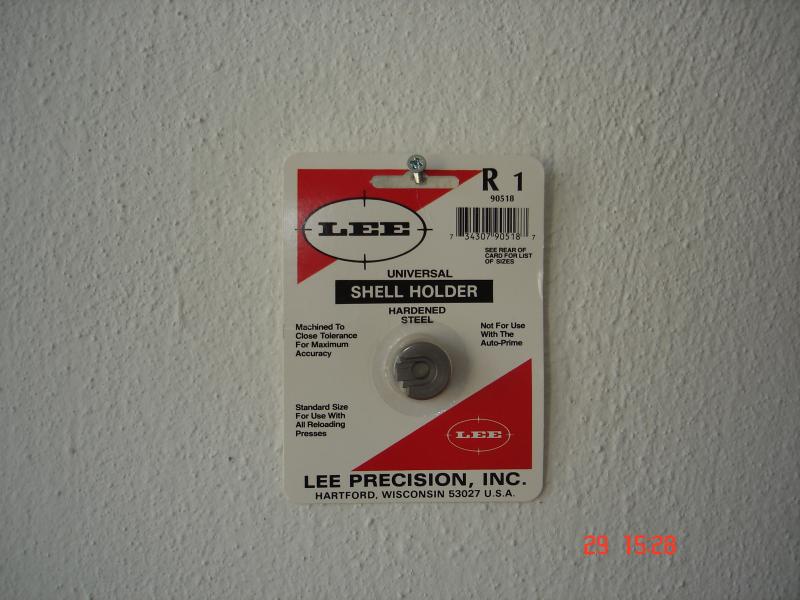 R 1
90518
LEE
7 34307 90518 7
SEE REAR OF
CARD FOR LIST
OF SIZES
UNIVERSAL
SHELL HOLDER
HARDENED
STEEL
Machined To
Close Tolerance
For Maximum
Accuracy
Not For Use
With The
Auto-Prime
Standard Size
For Use With
All Reloading
Presses
LEE
LEE PRECISION, INC.
HARTFORD, WISCONSIN 53027 U.S.A.
29 15:28